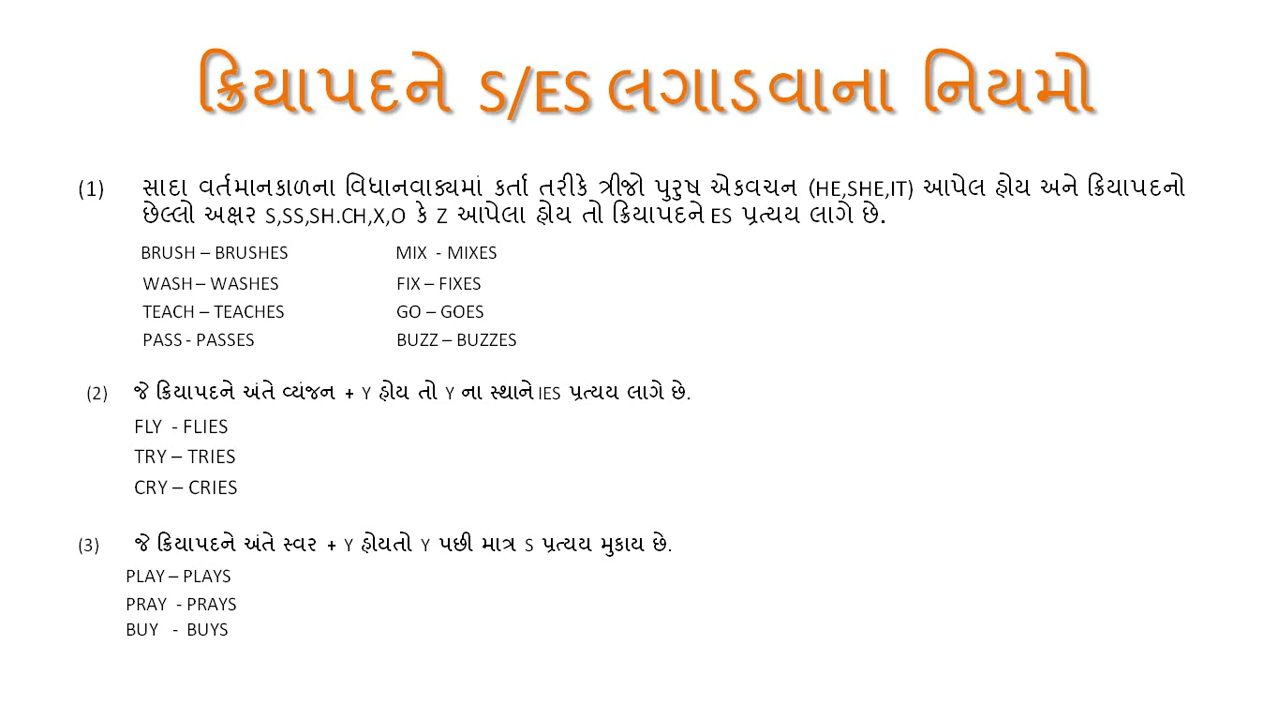 ક્રિયાપદને S/ES લગાડવાના નિયમો
(1) સાદા વર્તમાનકાળના વિધાનવાક્યમાં કર્તા તરીકે ત્રીજો પુરુષ એકવચન (HE,SHE,IT) આપેલ હોય અને ક્રિયાપદનો
છેલ્લો અક્ષર S,SS,SH.CH,X,O કે Z આપેલા હોય તો ક્રિયાપદને ES પ્રત્યય લાગે છે.
BRUSH – BRUSHES MIX - MIXES
WASH – WASHES FIX – FIXES
TEACH – TEACHES GO – GOES
PASS - PASSES BUZZ – BUZZES
(2) જે ક્રિયાપદને અંતે વ્યંજન + Y હોય તો Y ના સ્થાને IES પ્રત્યય લાગે છે.
FLY - FLIES
TRY – TRIES
CRY – CRIES
(3) જે ક્રિયાપદને અંતે સ્વર + Y હોયતો Y પછી માત્ર S પ્રત્યય મુકાય છે.
PLAY – PLAYS
PRAY - PRAYS
BUY - BUYS